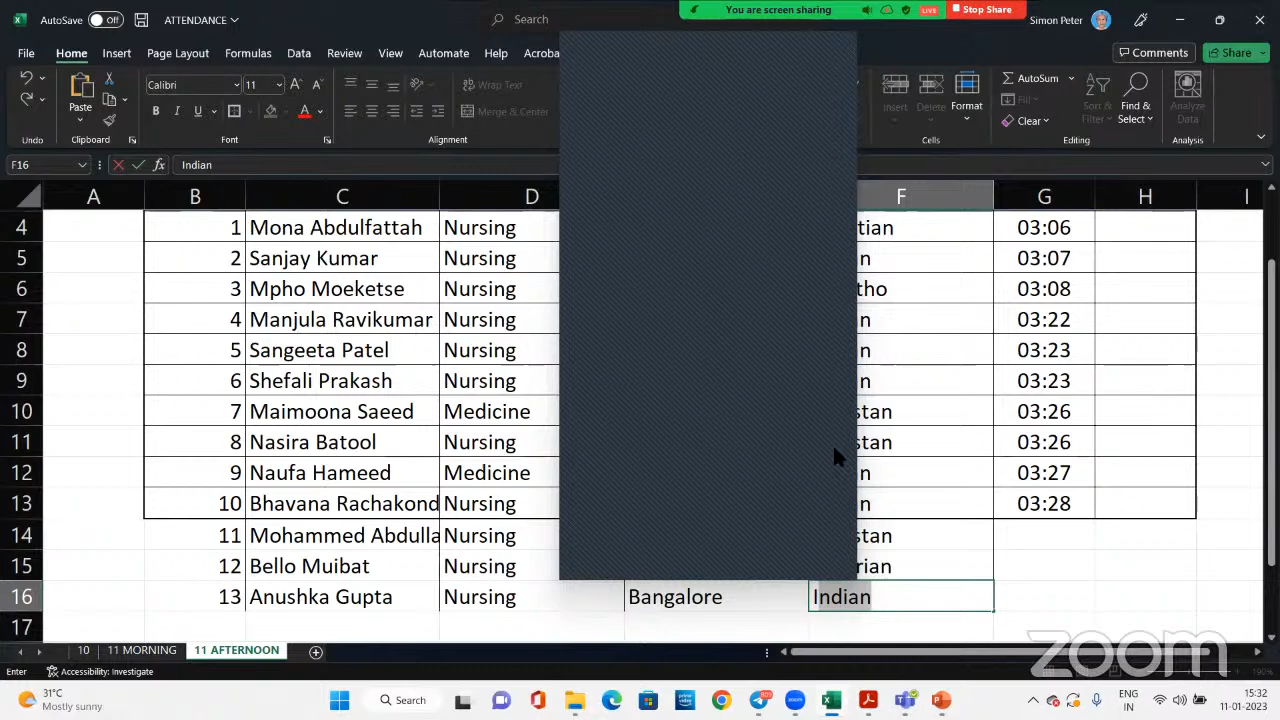 AutoSave Off ATTENDANCE Search You are screen sharing LIVE Stop Share Simon Peter
File Home Insert Page Layout Formulas Data Review View Automate Help Acroba Comments Share
Calibri 11 Wrap Text AutoSum
Paste B I U A Merge & Center Insert Delete Format Fill Sort & Filter Find & Select Analyze Data
Clear
Undo Clipboard Font Alignment Cells Editing Analysis
F16 fx Indian
A B C D F G H I
4 1 Mona Abdulfattah Nursing tian 03:06
5 2 Sanjay Kumar Nursing n 03:07
6 3 Mpho Moeketse Nursing tho 03:08
7 4 Manjula Ravikumar Nursing n 03:22
8 5 Sangeeta Patel Nursing n 03:23
9 6 Shefali Prakash Nursing n 03:23
10 7 Maimoona Saeed Medicine stan 03:26
11 8 Nasira Batool Nursing stan 03:26
12 9 Naufa Hameed Medicine n 03:27
13 10 Bhavana Rachakond Nursing n 03:28
14 11 Mohammed Abdulla Nursing stan
15 12 Bello Muibat Nursing rian
16 13 Anushka Gupta Nursing Bangalore Indian
17
10 11 MORNING 11 AFTERNOON
zoom
Enter Accessibility: Investigate 190%
31°C
Mostly sunny
Search
ENG
IN
15:32
11-01-2023